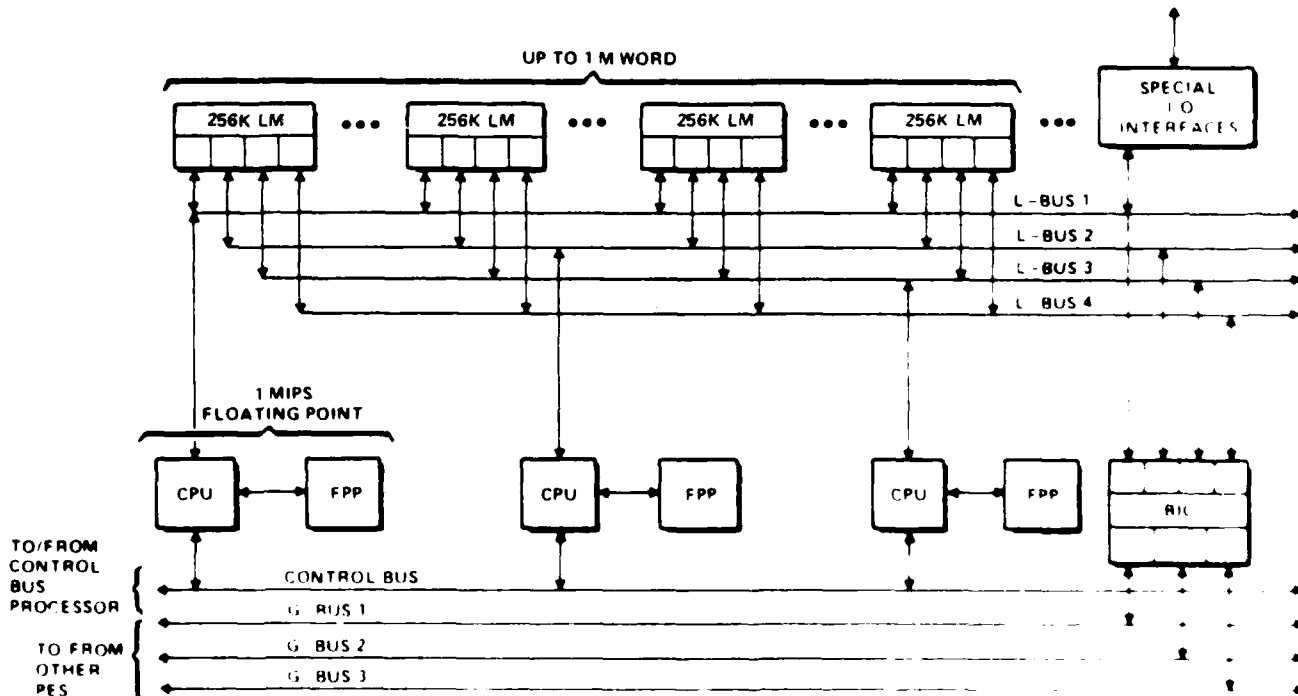 UP TO 1 M WORD
SPECIAL
I O
INTERFACES
256K LM
256K LM
256K LM
256K LM
L-BUS 1
L-BUS 2
L-BUS 3
L BUS 4
1 MIPS
FLOATING POINT
CPU
FPP
CPU
FPP
CPU
FPP
BIC
TO/FROM
CONTROL
BUS
PROCESSOR
CONTROL BUS
G BUS 1
G BUS 2
G BUS 3
TO FROM
OTHER
PES